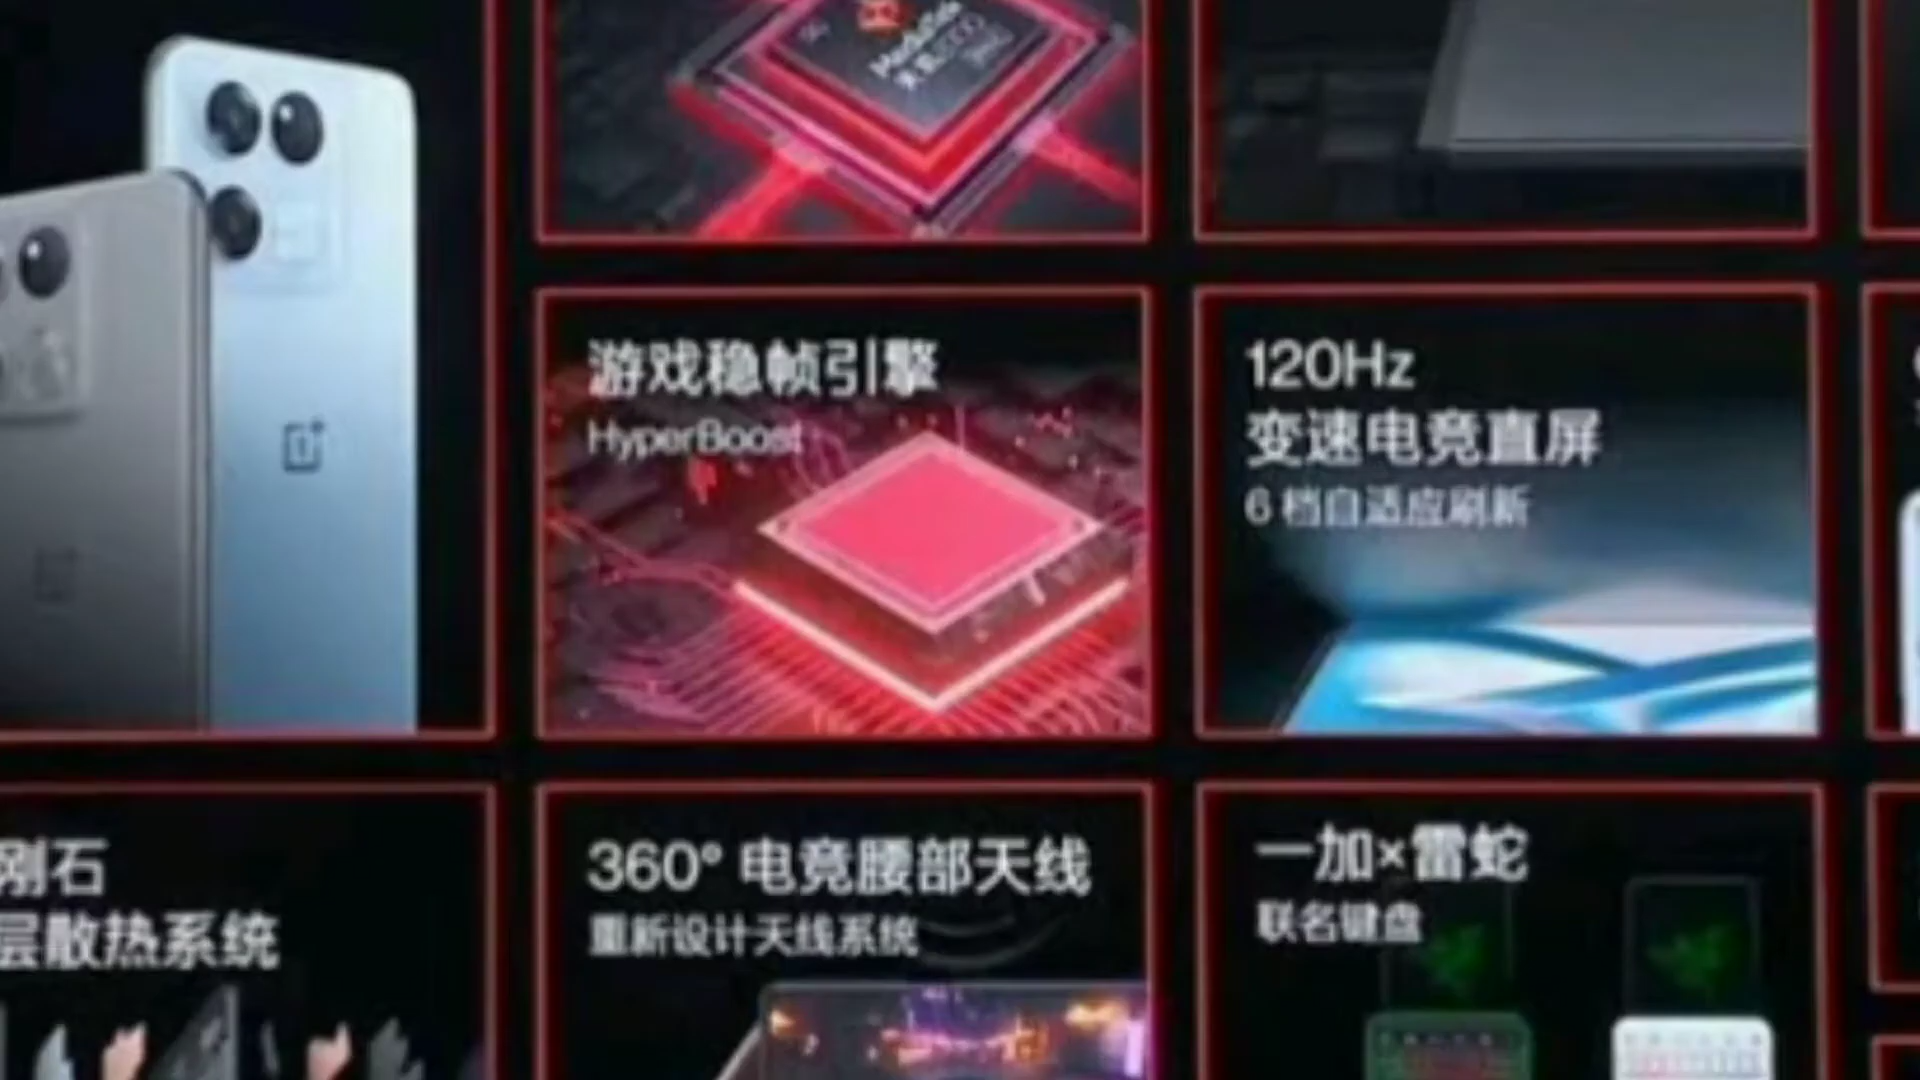 5G
MediaTek
游戏稳帧引擎
HyperBoost
120Hz
变速电竞直屏
6 档自适应刷新
刚石
层散热系统
360° 电竞腰部天线
重新设计天线系统
一加×雷蛇
联名键盘